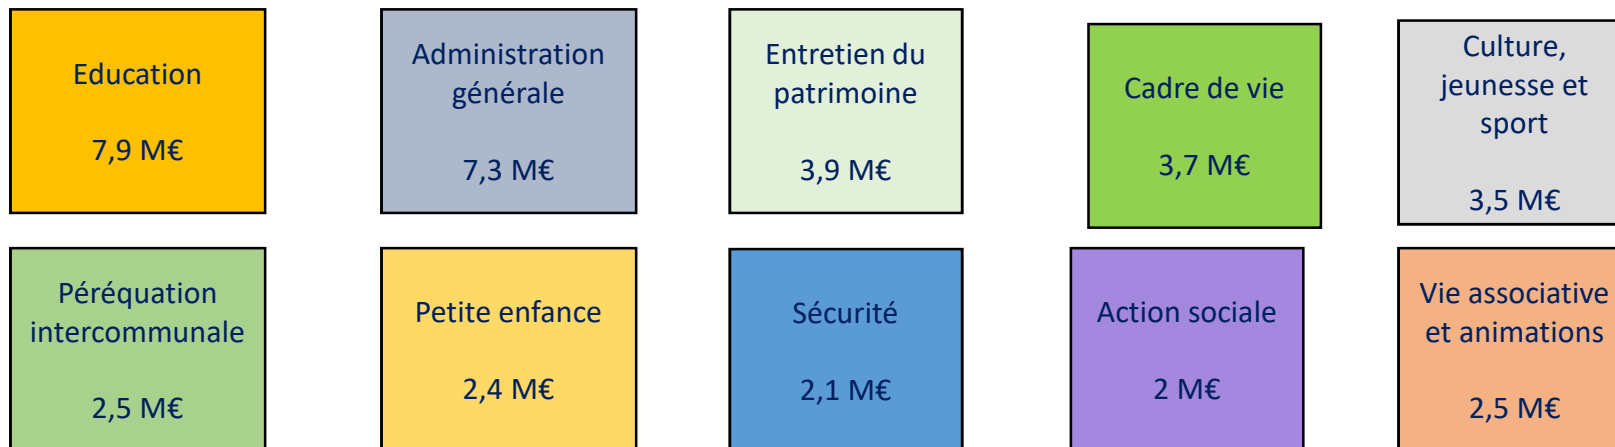 Education
7,9 M€
Administration
générale
7,3 M€
Entretien du
patrimoine
3,9 M€
Cadre de vie
3,7 M€
Culture,
jeunesse et
sport
3,5 M€
Péréquation
intercommunale
2,5 M€
Petite enfance
2,4 M€
Sécurité
2,1 M€
Action sociale
2 M€
Vie associative
et animations
2,5 M€